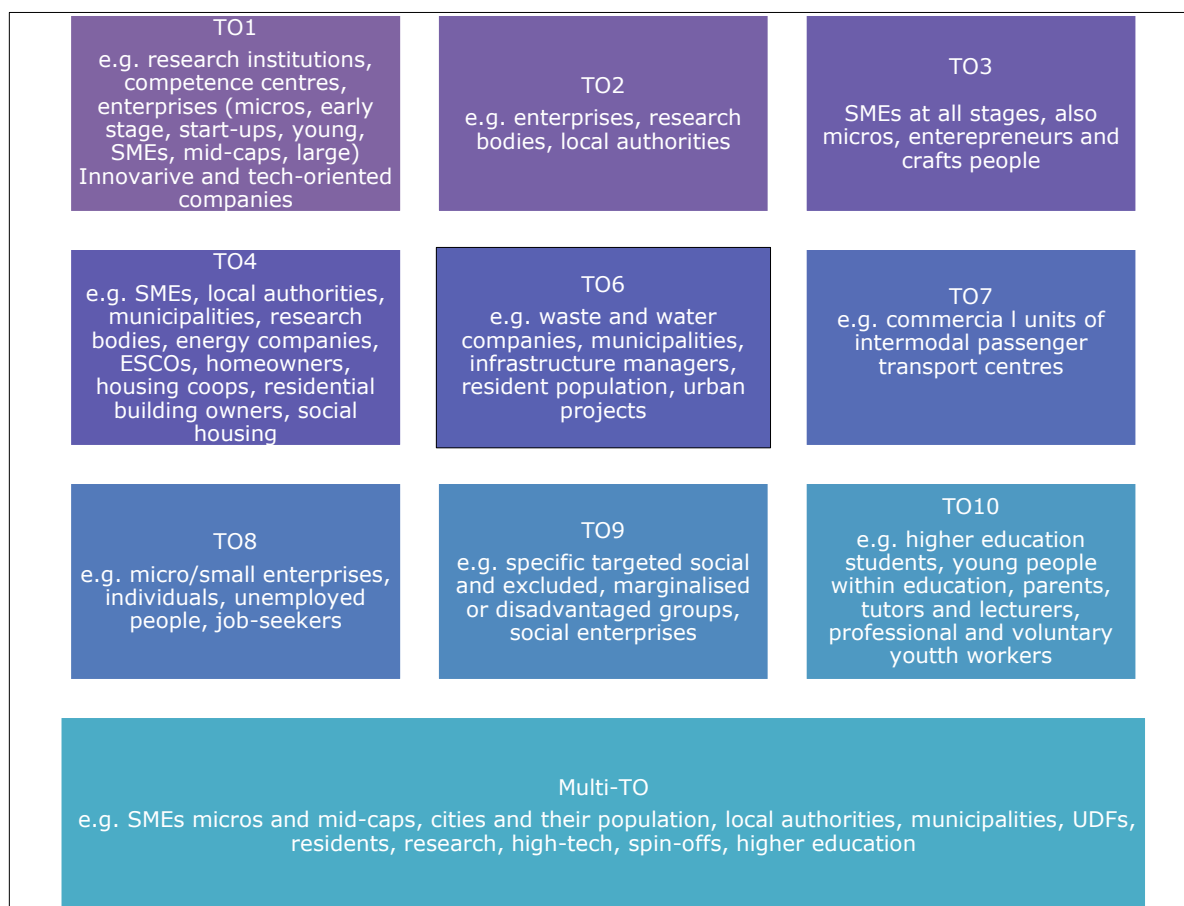 TO1
e.g. research institutions,
competence centres,
enterprises (micros, early
stage, start-ups, young,
SMEs, mid-caps, large)
Innovarive and tech-oriented
companies
TO2
e.g. enterprises, research
bodies, local authorities
TO3
SMEs at all stages, also
micros, enterepreneurs and
crafts people
TO4
e.g. SMEs, local authorities,
municipalities, research
bodies, energy companies,
ESCOs, homeowners,
housing coops, residential
building owners, social
housing
TO6
e.g. waste and water
companies, municipalities,
infrastructure managers,
resident population, urban
projects
TO7
e.g. commercia l units of
intermodal passenger
transport centres
TO8
e.g. micro/small enterprises,
individuals, unemployed
people, job-seekers
TO9
e.g. specific targeted social
and excluded, marginalised
or disadvantaged groups,
social enterprises
TO10
e.g. higher education
students, young people
within education, parents,
tutors and lecturers,
professional and voluntary
youtth workers
Multi-TO
e.g. SMEs micros and mid-caps, cities and their population, local authorities, municipalities, UDFs,
residents, research, high-tech, spin-offs, higher education